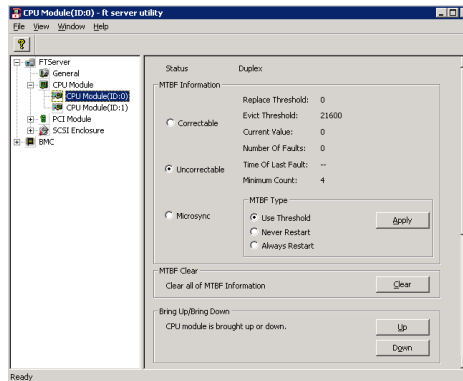 CPU Module(ID:0) - ft server utility
File View Window Help
FTServer
General
CPU Module
CPU Module(ID:0)
CPU Module(ID:1)
PCI Module
SCSI Enclosure
BMC
Status Duplex
MTBF Information
Correctable
Uncorrectable
Microsync
Replace Threshold: 0
Evict Threshold: 21600
Current Value: 0
Number Of Faults: 0
Time Of Last Fault: --
Minimum Count: 4
MTBF Type
Use Threshold
Never Restart
Always Restart
Apply
MTBF Clear
Clear all of MTBF Information
Clear
Bring Up/Bring Down
CPU module is brought up or down.
Up
Down
Ready